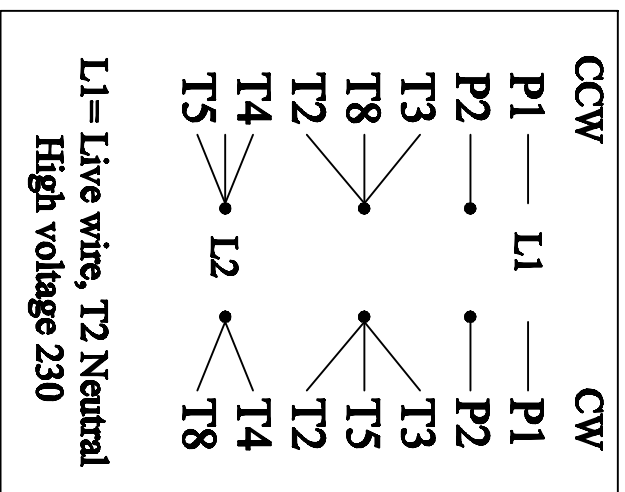 CCW CW
P1 L1 P1
P2 P2
T3 T3
T8 T5
T2 T2
T4 T4
L2
T5 T8
L1= Live wire, T2 Neutral
High voltage 230